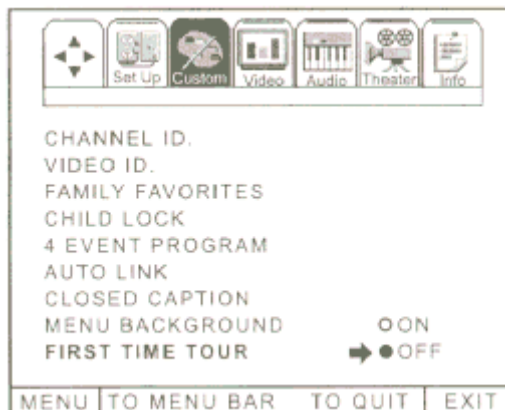 Set Up Custom Video Audio Theater Info
CHANNEL ID.
VIDEO ID.
FAMILY FAVORITES
CHILD LOCK
4 EVENT PROGRAM
AUTO LINK
CLOSED CAPTION
MENU BACKGROUND ON
FIRST TIME TOUR OFF
MENU TO MENU BAR TO QUIT EXIT